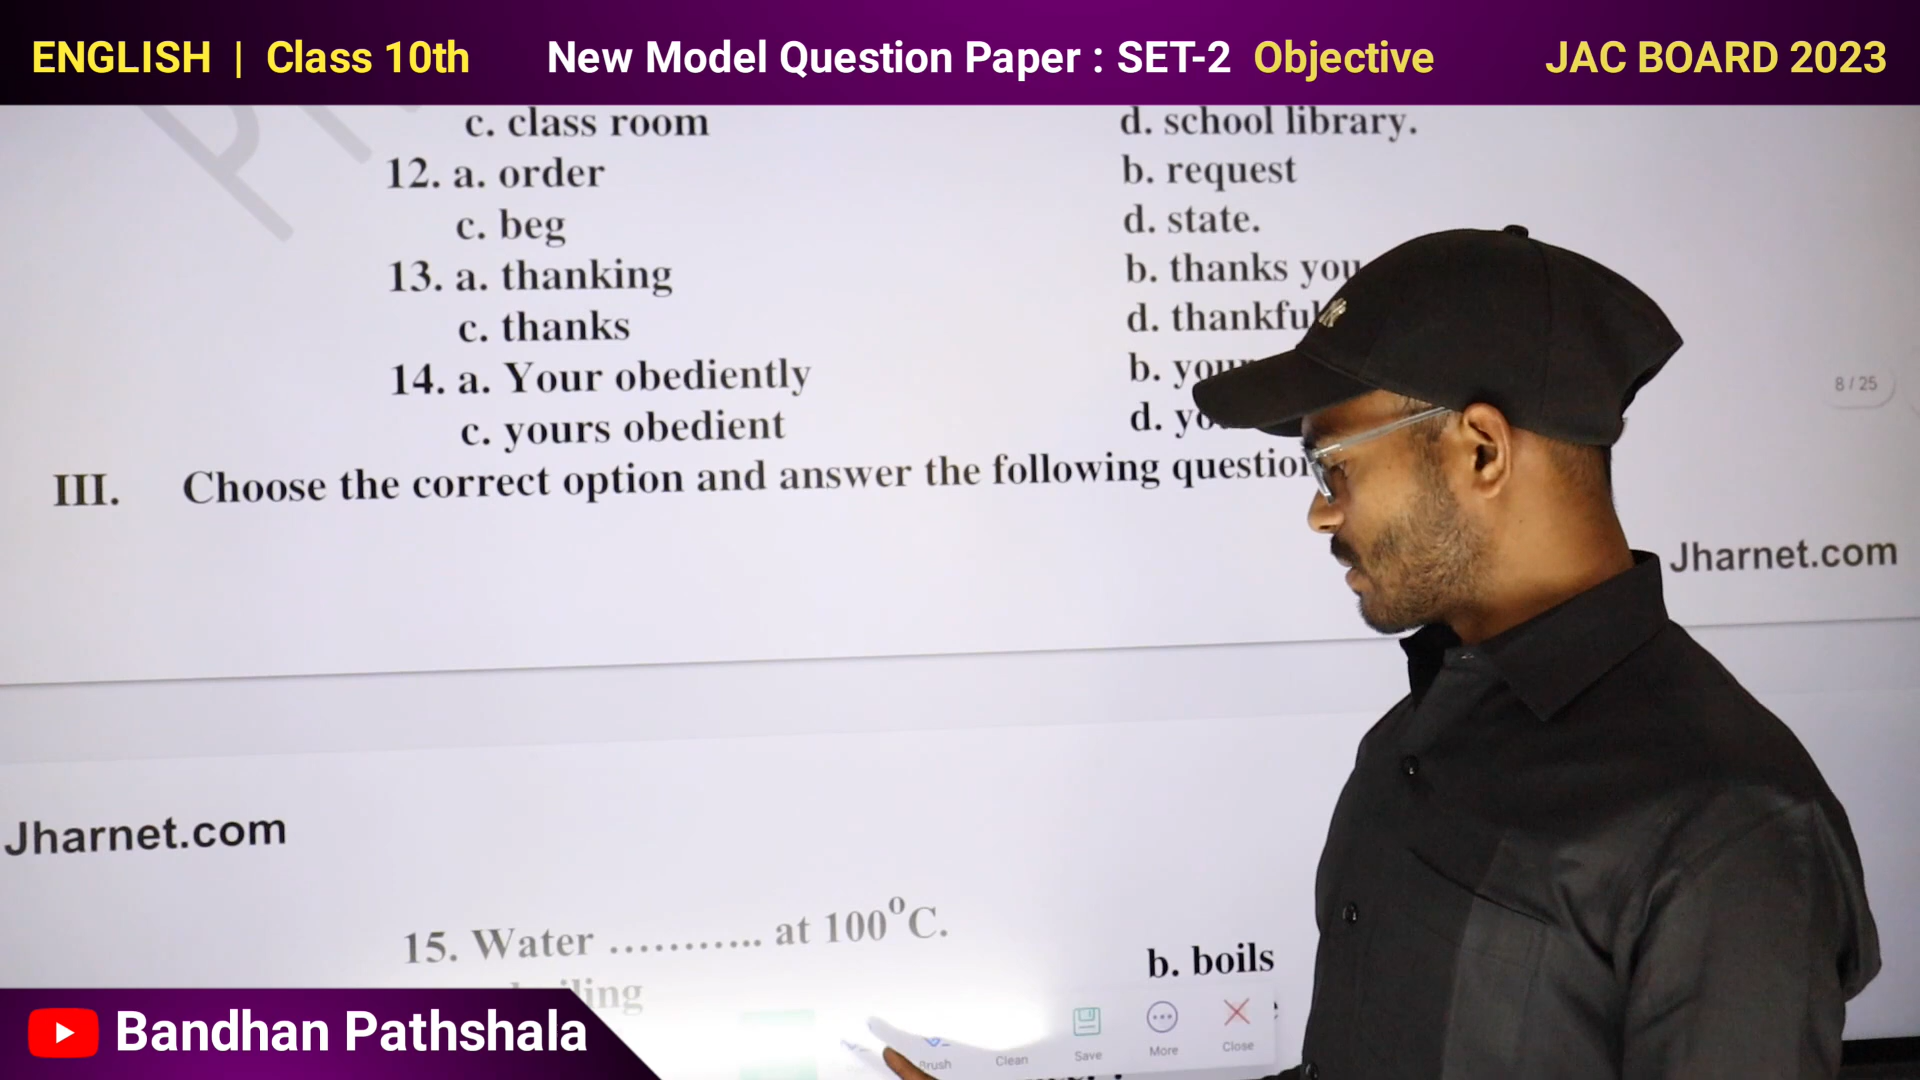 ENGLISH | Class 10th New Model Question Paper : SET-2 Objective JAC BOARD 2023
c. class room d. school library.
12. a. order b. request
c. beg d. state.
13. a. thanking b. thanks you
c. thanks d. thankful
14. a. Your obediently b.
c. yours obedient d.
8 / 25
III. Choose the correct option and answer the following
Jharnet.com
Jharnet.com
15. Water ........... at 100°C.
b. boils
Brush Clean Save More Close
Bandhan Pathshala